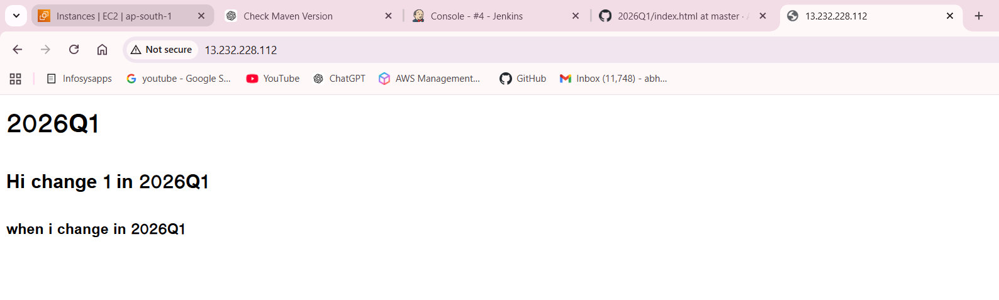 Instances | EC2 | ap-south-1
Check Maven Version
Console - #4 - Jenkins
2026Q1/index.html at master ·
13.232.228.112
Not secure
13.232.228.112
Infosysapps
youtube - Google S...
YouTube
ChatGPT
AWS Management...
GitHub
Inbox (11,748) - abh...
2026Q1
Hi change 1 in 2026Q1
when i change in 2026Q1